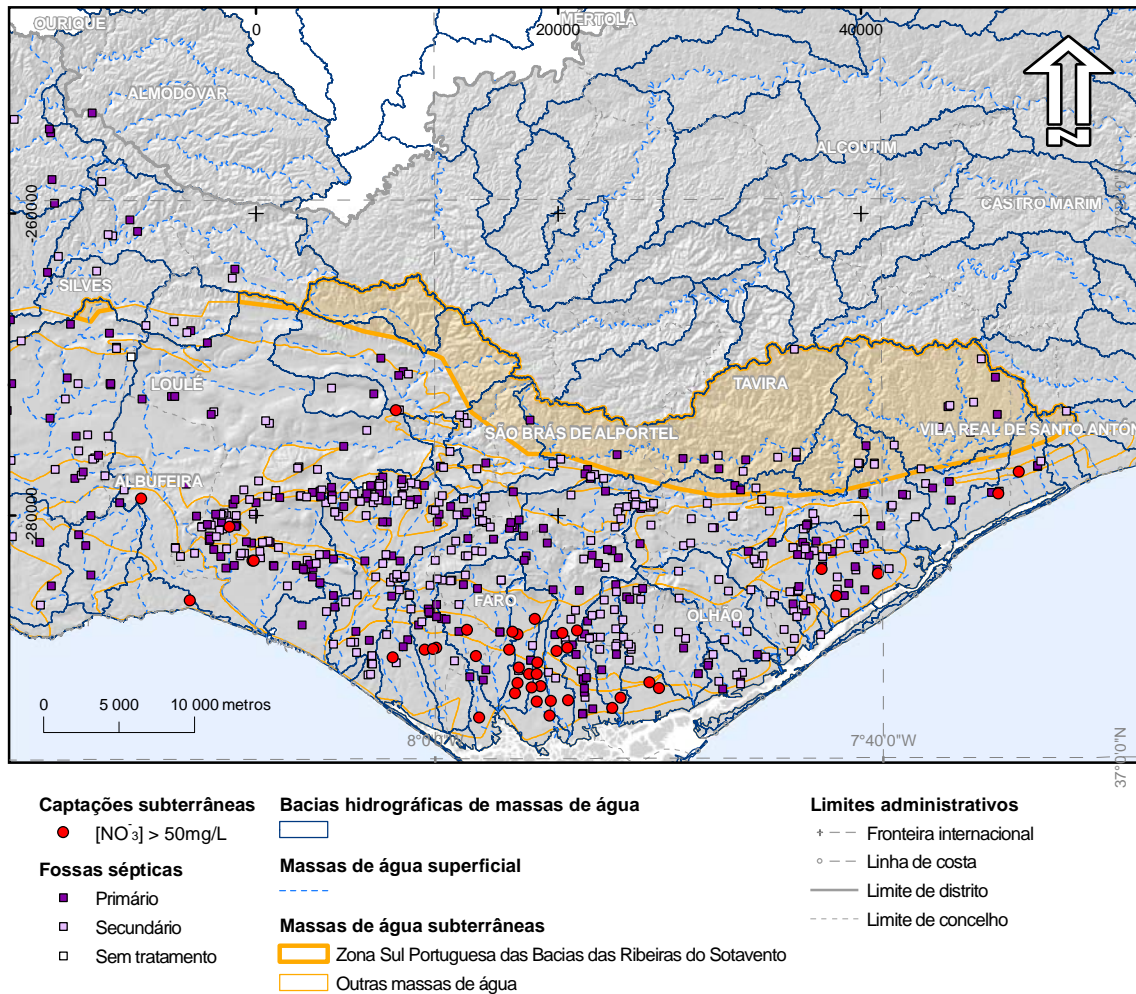 OURIQUE
0
20000
MÉRTOLA
40000
ALMODÔVAR
N
ALCOUTIM
-260000
CASTRO MARIM
SILVES
LOULÉ
TAVIRA
SÃO BRÁS DE ALPORTEL
VILA REAL DE SANTO ANTÓN
ALBUFEIRA
-280000
FARO
OLHÃO
0 5 000 10 000 metros
8°0'0"W
7°40'0"W
37°0'0"N
Captações subterrâneas
[NO⁻₃] > 50mg/L
Fossas sépticas
Primário
Secundário
Sem tratamento
Bacias hidrográficas de massas de água
Massas de água superficial
Massas de água subterrâneas
Zona Sul Portuguesa das Bacias das Ribeiras do Sotavento
Outras massas de água
Limites administrativos
Fronteira internacional
Linha de costa
Limite de distrito
Limite de concelho